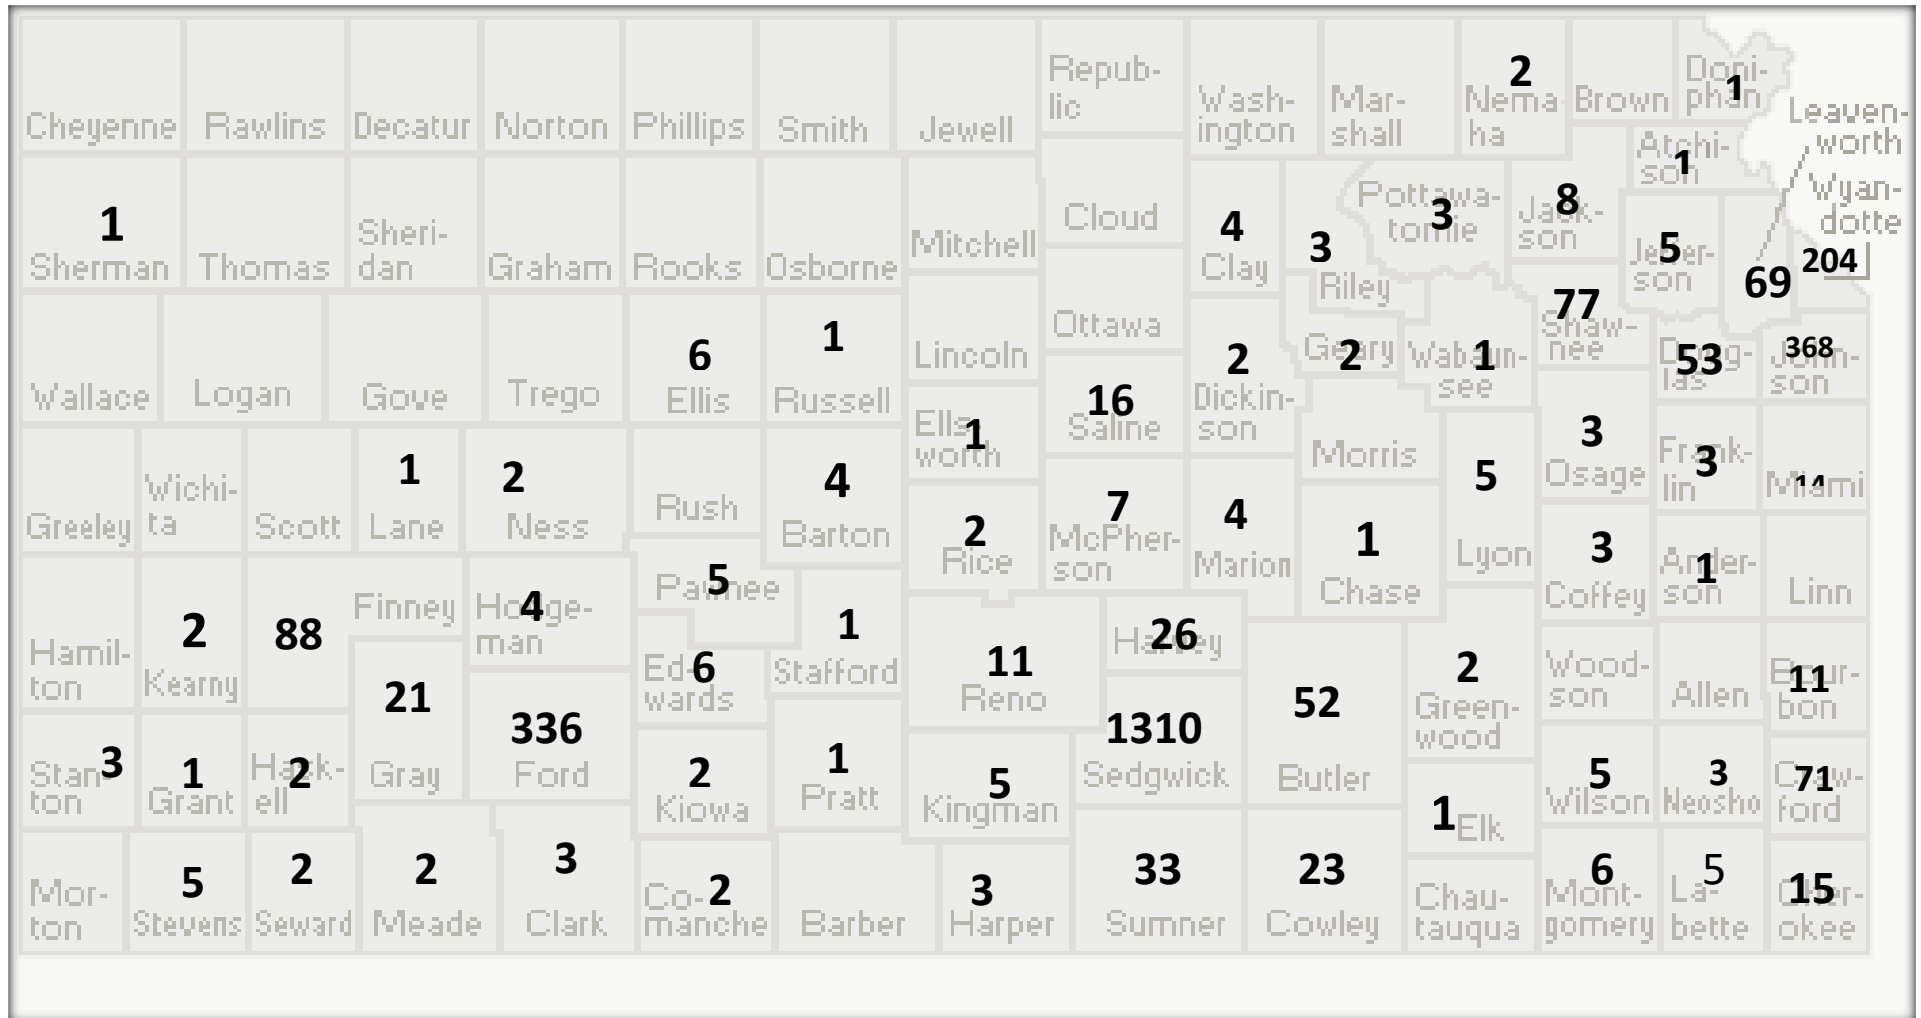 Cheyenne
Rawlins
Decatur
Norton
Phillips
Smith
Jewell
Repub-
lic
Wash-
ington
Mar-
shall
2
Nema
ha
Brown
Doni-
phan
1
Leaven-
worth
Wyan-
dotte
204
1
Sherman
Thomas
Sheri-
dan
Graham
Rooks
Osborne
Mitchell
Cloud
4
Clay
3
Riley
Pottawa-
tomie
3
8
Jack-
son
Atchi-
son
1
5
Jeffer-
son
69
Wallace
Logan
Gove
Trego
6
Ellis
1
Russell
Lincoln
Ottawa
2
Dickin-
son
Geary
2
Wabaun-
see
1
77
Shaw-
nee
Doug-
las
53
368
John-
son
Greeley
Wichi-
ta
Scott
1
Lane
2
Ness
Rush
4
Barton
Ells-
worth
1
16
Saline
Morris
5
Lyon
3
Osage
Frank-
lin
3
14
Miami
Hamil-
ton
2
Kearny
88
Finney
Hodge-
man
4
Pawnee
5
1
Stafford
2
Rice
7
McPher-
son
4
Marion
1
Chase
3
Coffey
Ander-
son
1
Linn
21
Gray
336
Ford
Ed-
wards
6
11
Reno
Harvey
26
52
Butler
2
Green-
wood
Wood-
son
Allen
Bour-
bon
11
Stan-
ton
3
1
Grant
Hask-
ell
2
2
Kiowa
1
Pratt
5
Kingman
1310
Sedgwick
1
Elk
5
Wilson
3
Neosho
Craw-
ford
71
Mor-
ton
5
Stevens
2
Seward
2
Meade
3
Clark
Co-
manche
2
Barber
3
Harper
33
Sumner
23
Cowley
Chau-
tauqua
6
Mont-
gomery
5
La-
bette
Cher-
okee
15